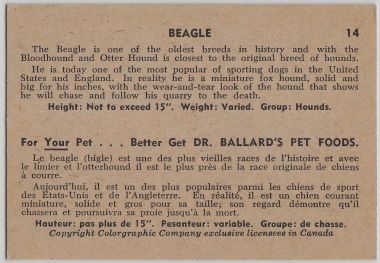 BEAGLE 14
The Beagle is one of the oldest breeds in history and with the
Bloodhound and Otter Hound is closest to the original breed of hounds.
He is today one of the most popular of sporting dogs in the United
States and England. In reality he is a miniature fox hound, solid and
big for his inches, with the wear-and-tear look of the hound that shows
he will chase and follow his quarry to the death.
Height: Not to exceed 15". Weight: Varied. Group: Hounds.
For Your Pet . . . Better Get DR. BALLARD'S PET FOODS.
Le beagle (bigle) est une des plus vieilles races de l'histoire et avec
le limier et l'otterhound il est le plus près de la race originale de chiens
à courre.
Aujourd'hui, il est un des plus populaires parmi les chiens de sport
des Etats-Unis et de l'Angleterre. En réalité, il est un chien courant
miniature, solide et gros pour sa taille; son regard démontre qu'il
chassera et poursuivra sa proie jusqu'à la mort.
Hauteur: pas plus de 15". Pesanteur: variable. Groupe: de chasse.
Copyright Colorgraphic Company exclusive licensees in Canada